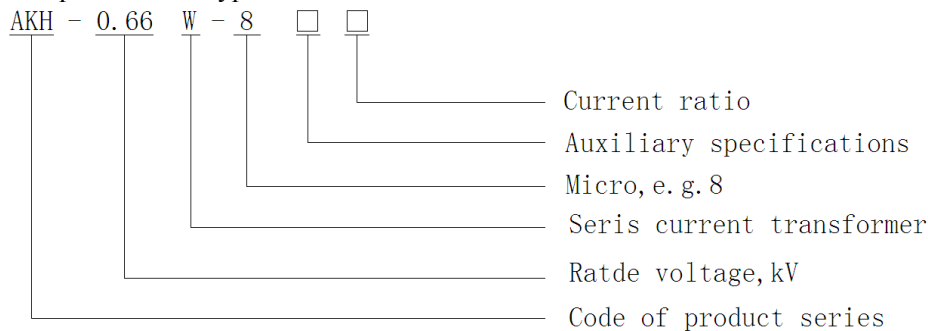 AKH - 0.66 W - 8 □ □
Current ratio
Auxiliary specifications
Micro,e.g.8
Seris current transformer
Ratde voltage,kV
Code of product series